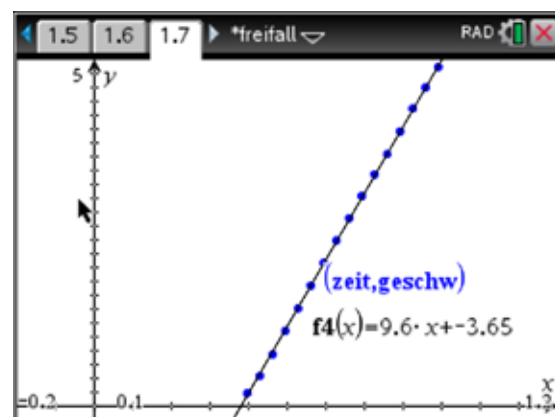 1.5 1.6 1.7 *freifall RAD
5 y
(zeit,geschw)
f4(x)=9.6·x+-3.65
x
-0.2 0.1 1.2